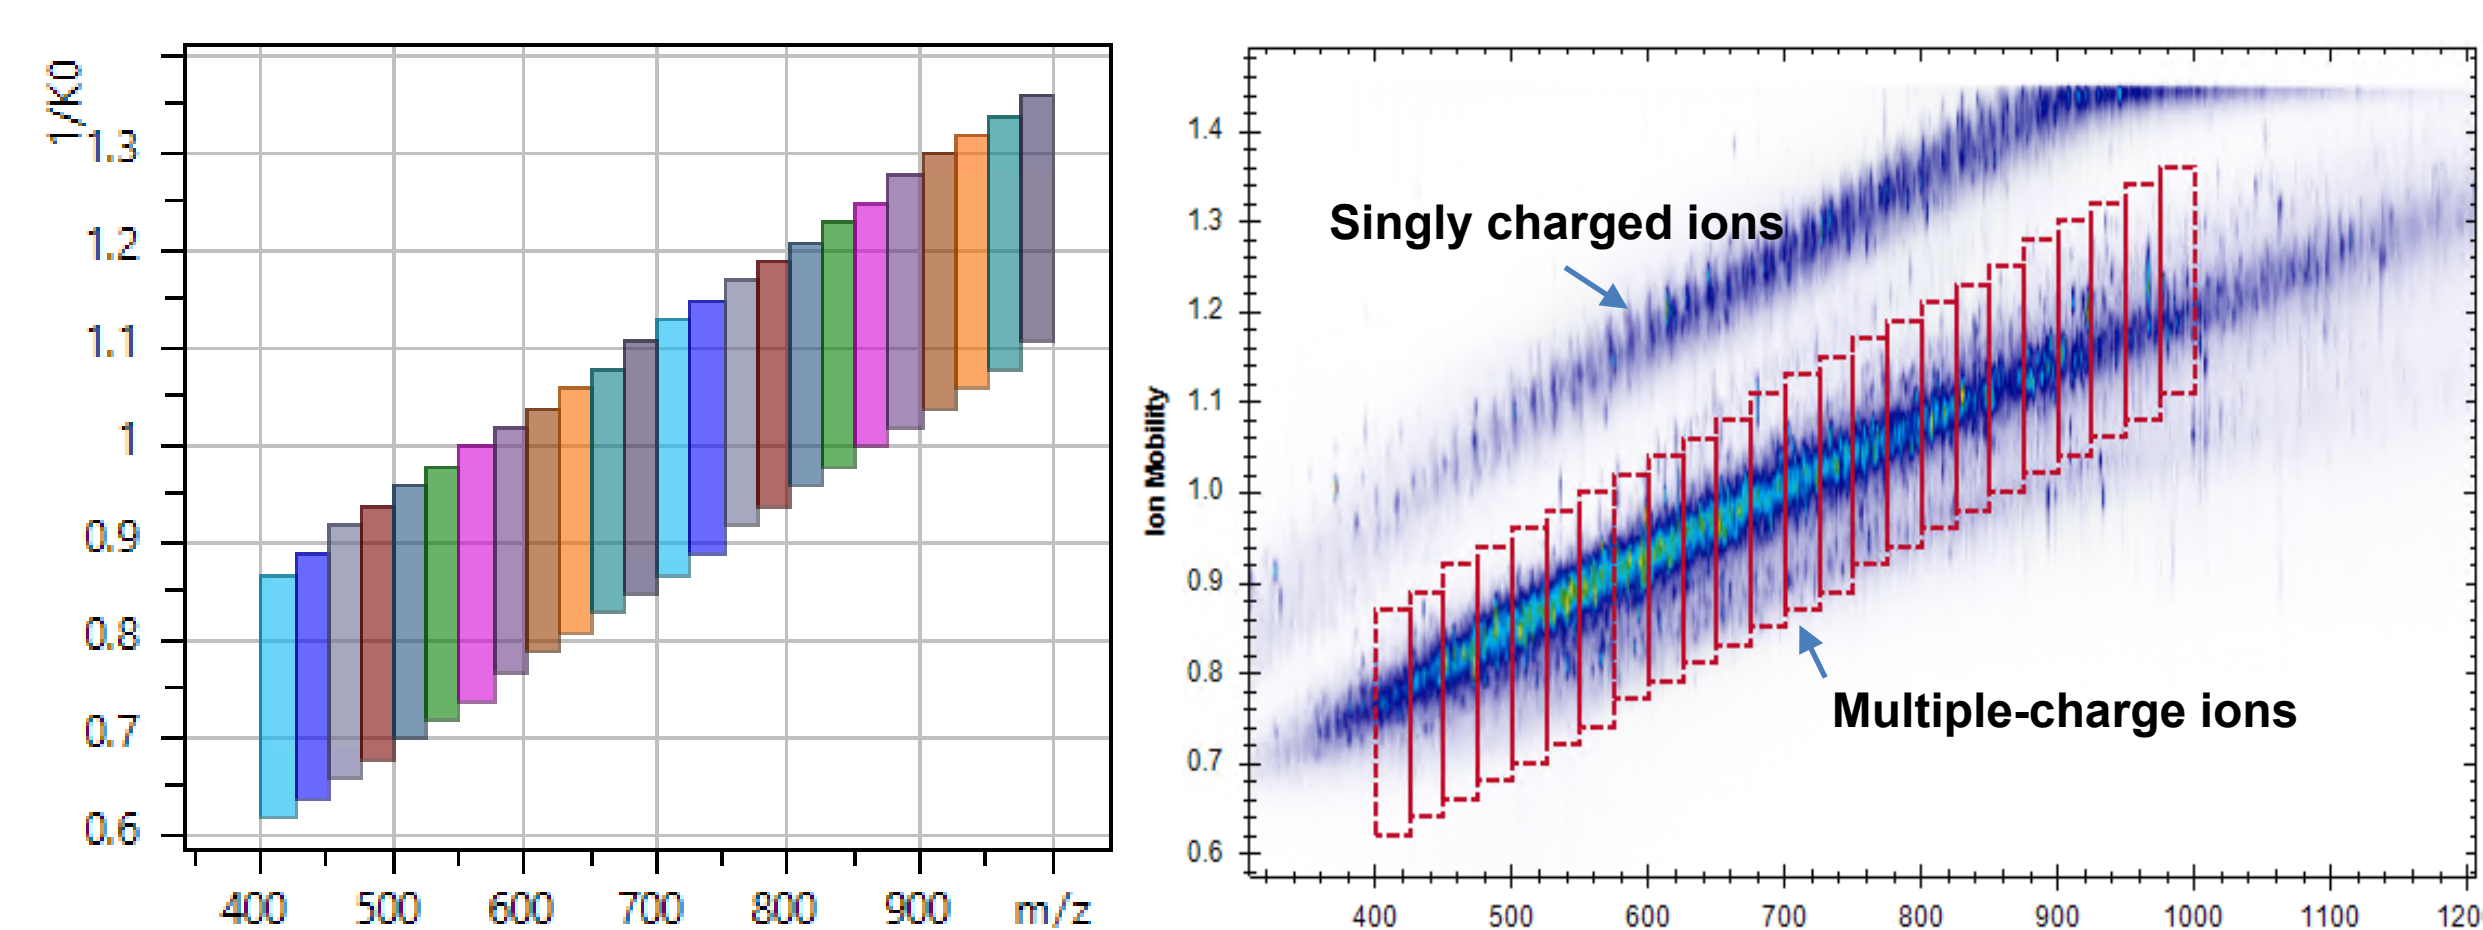 1/K0
1.3
1.2
1.1
1
0.9
0.8
0.7
0.6
400 500 600 700 800 900 m/z
Ion Mobility
1.4
1.3
1.2
1.1
1.0
0.9
0.8
0.7
0.6
Singly charged ions
Multiple-charge ions
400 500 600 700 800 900 1000 1100 120